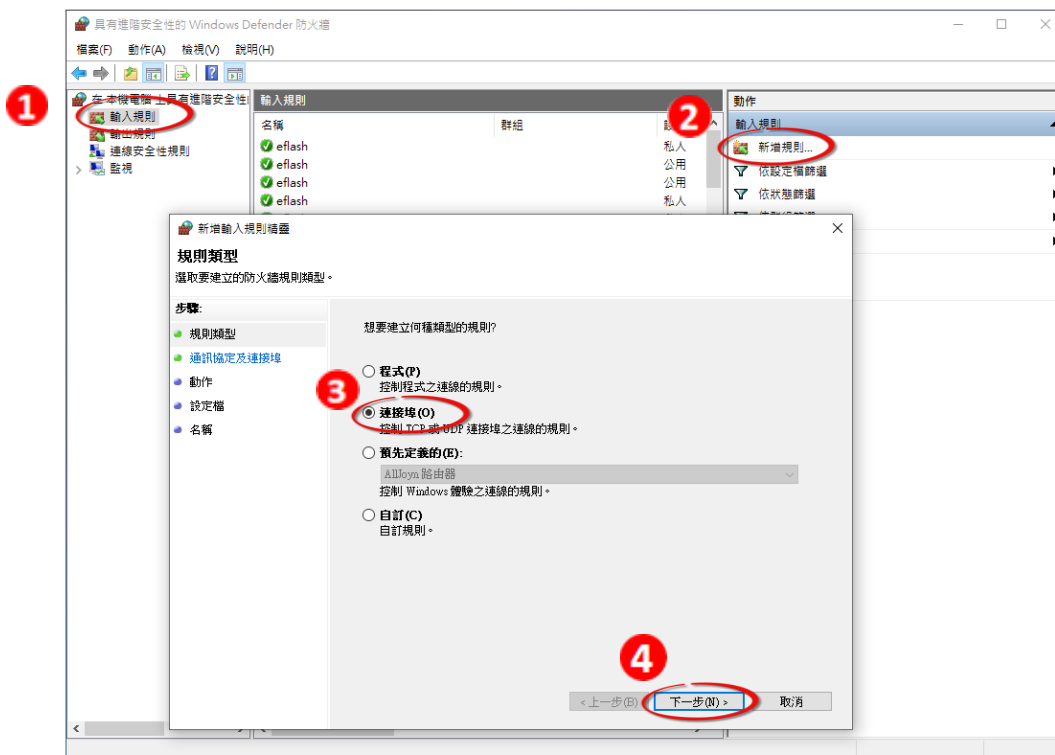 具有進階安全性的 Windows Defender 防火牆
檔案(F) 動作(A) 檢視(V) 說明(H)
1
在 本機電腦 上具有進階安全性
輸入規則
輸出規則
連線安全性規則
監視
輸入規則
名稱 群組
eflash 私人
eflash 公用
eflash 公用
eflash 私人
2
動作
輸入規則
新增規則...
依設定檔篩選
依狀態篩選
新增輸入規則精靈
規則類型
選取要建立的防火牆規則類型。
步驟:
規則類型
通訊協定及連接埠
動作
設定檔
名稱
想要建立何種類型的規則?
程式(P)
控制程式之連線的規則。
3
連接埠(O)
控制 TCP 或 UDP 連接埠之連線的規則。
預先定義的(E):
AllJoyn 路由器
控制 Windows 體驗之連線的規則。
自訂(C)
自訂規則。
4
<上一步(B) 下一步(N) > 取消